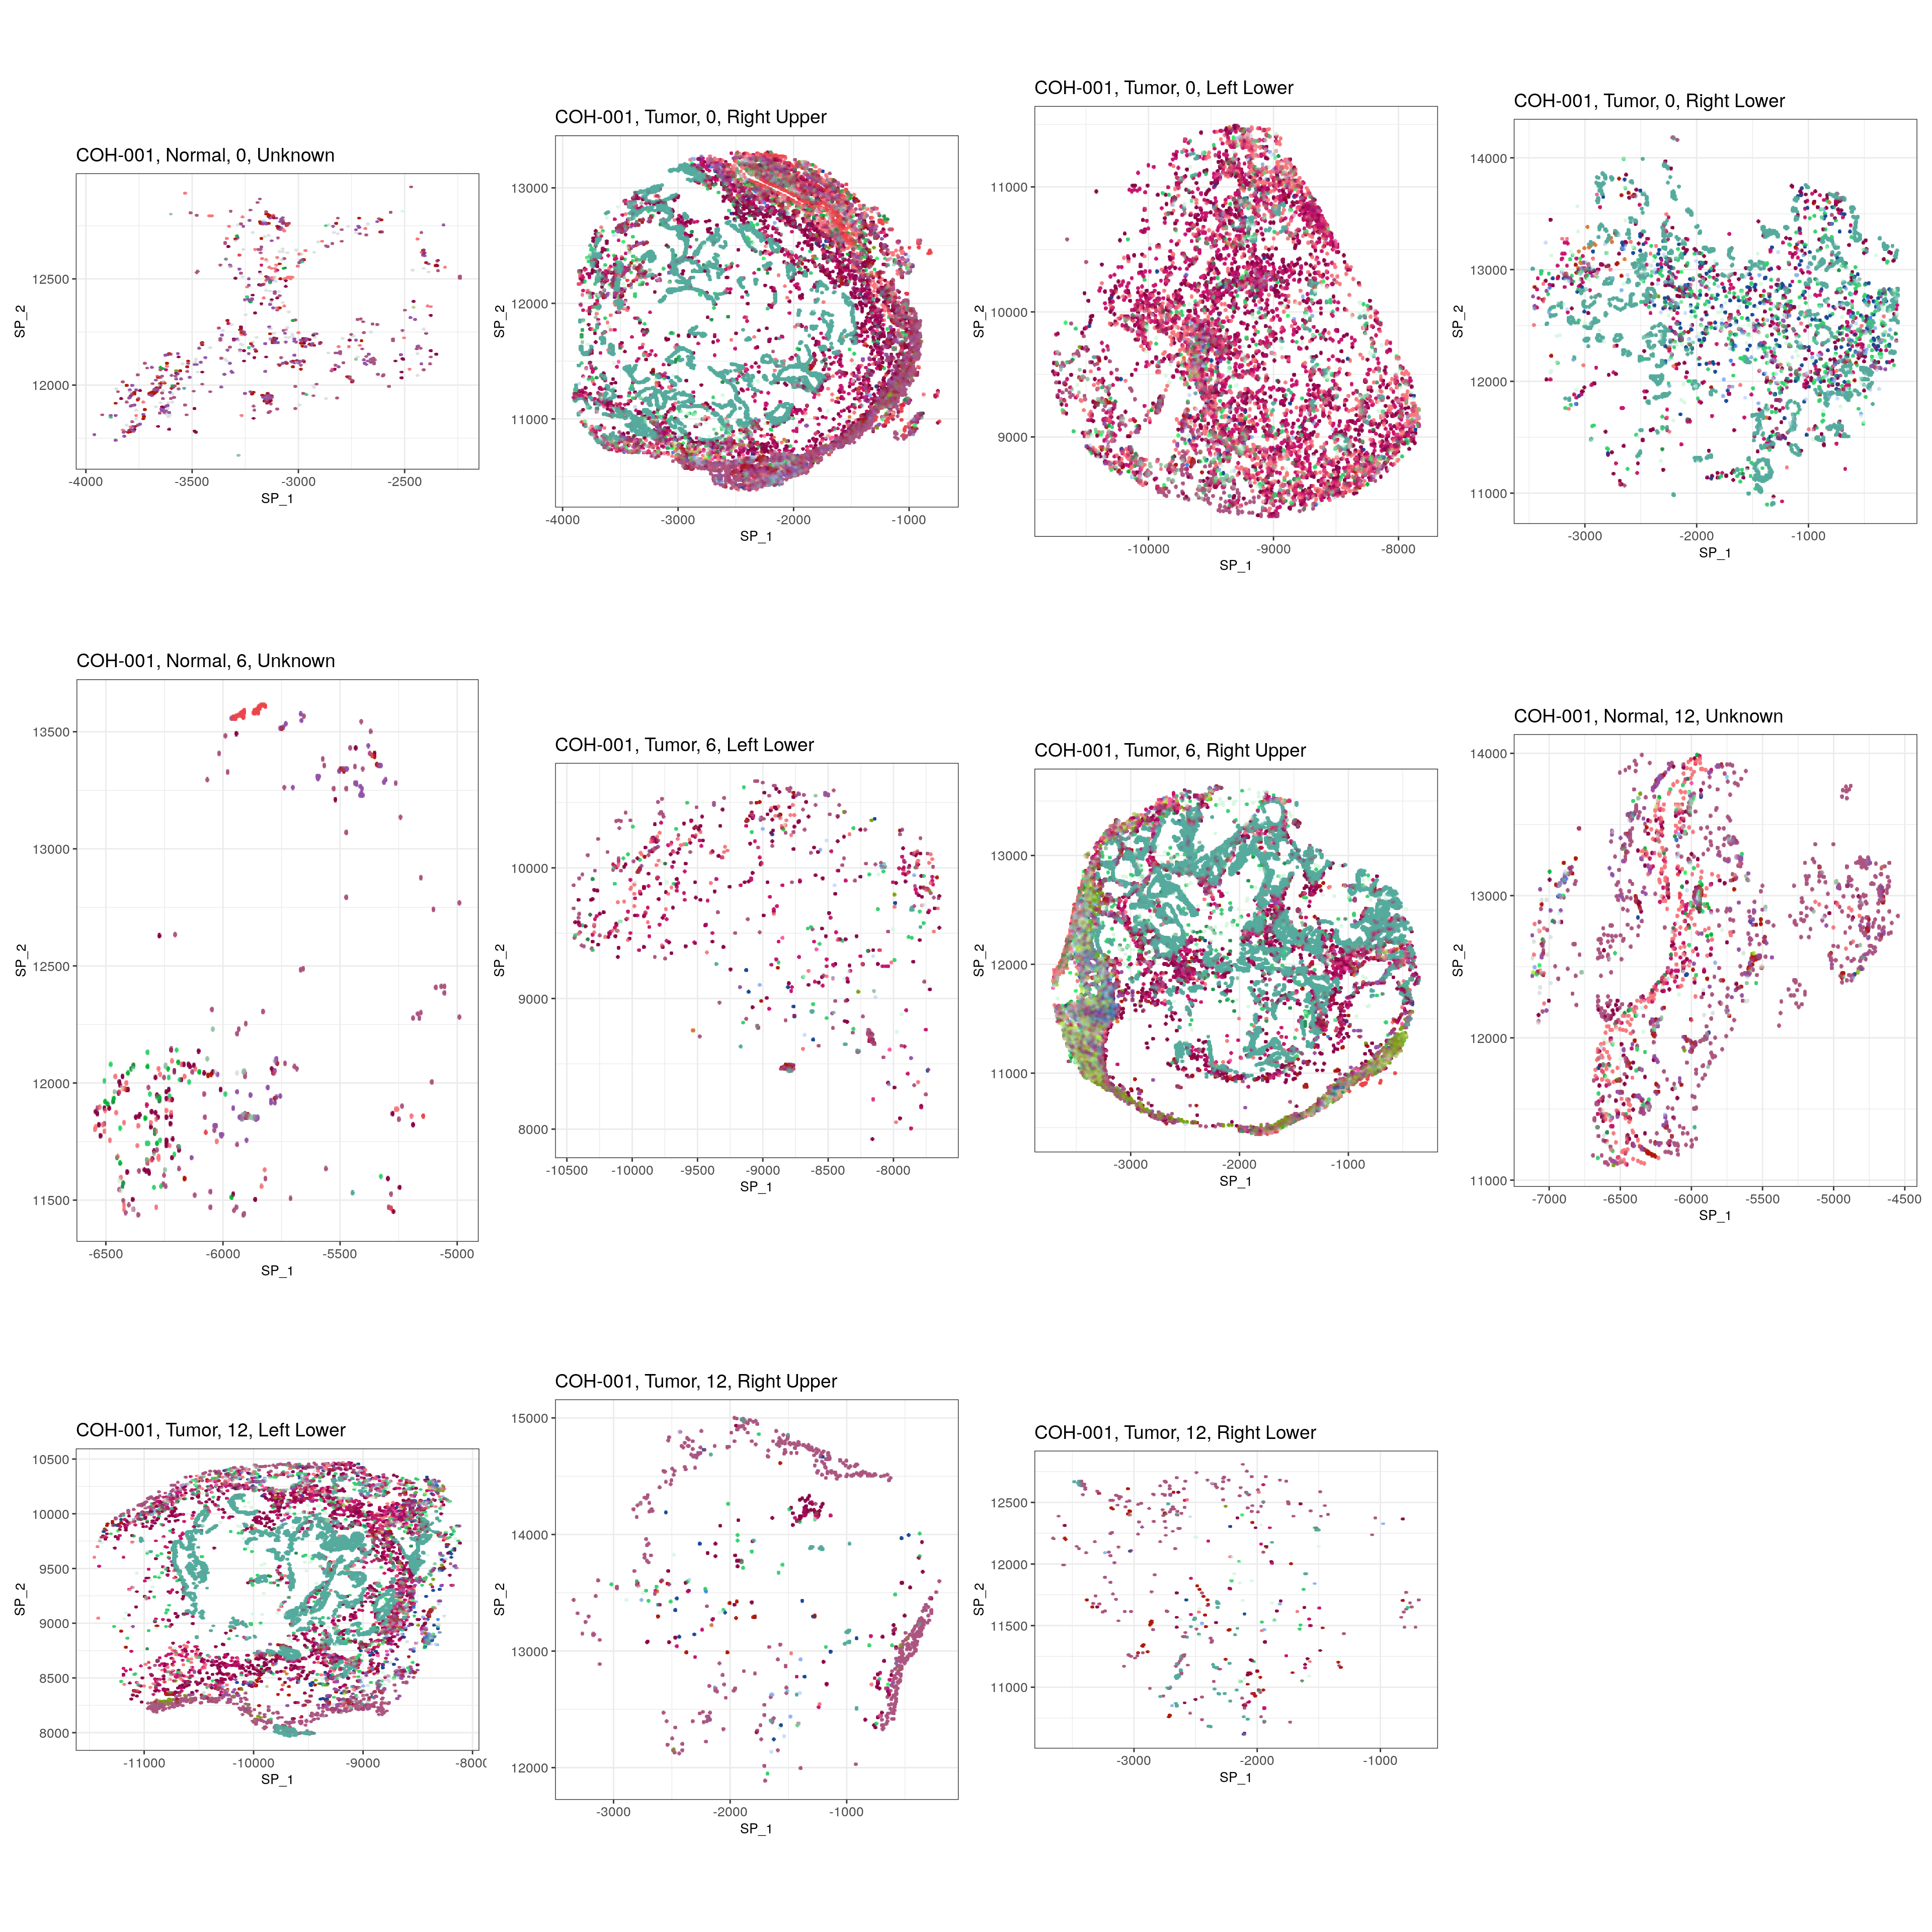 COH-001, Normal, 0, Unknown
SP_2
12500
12000
-4000 -3500 -3000 -2500
SP_1
COH-001, Tumor, 0, Right Upper
SP_2
13000
12000
11000
-4000 -3000 -2000 -1000
SP_1
COH-001, Tumor, 0, Left Lower
SP_2
11000
10000
9000
-10000 -9000 -8000
SP_1
COH-001, Tumor, 0, Right Lower
SP_2
14000
13000
12000
11000
-3000 -2000 -1000
SP_1
COH-001, Normal, 6, Unknown
SP_2
13500
13000
12500
12000
11500
-6500 -6000 -5500 -5000
SP_1
COH-001, Tumor, 6, Left Lower
SP_2
10000
9000
8000
-10500 -10000 -9500 -9000 -8500 -8000
SP_1
COH-001, Tumor, 6, Right Upper
SP_2
13000
12000
11000
-3000 -2000 -1000
SP_1
COH-001, Normal, 12, Unknown
SP_2
14000
13000
12000
11000
-7000 -6500 -6000 -5500 -5000 -4500
SP_1
COH-001, Tumor, 12, Left Lower
SP_2
10500
10000
9500
9000
8500
8000
-11000 -10000 -9000 -8000
SP_1
COH-001, Tumor, 12, Right Upper
SP_2
15000
14000
13000
12000
-3000 -2000 -1000
SP_1
COH-001, Tumor, 12, Right Lower
SP_2
12500
12000
11500
11000
-3000 -2000 -1000
SP_1